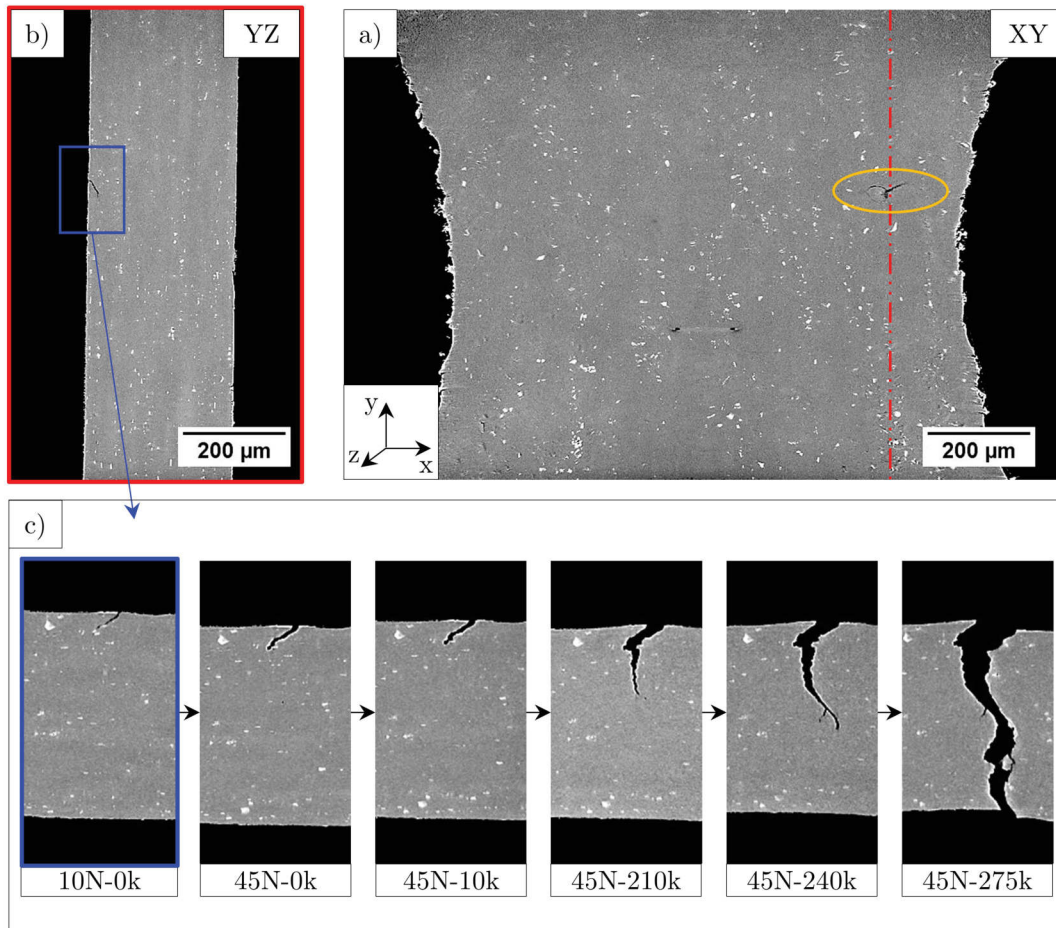 b)
YZ
200 µm
a)
XY
y
z
x
200 µm
c)
10N-0k
45N-0k
45N-10k
45N-210k
45N-240k
45N-275k